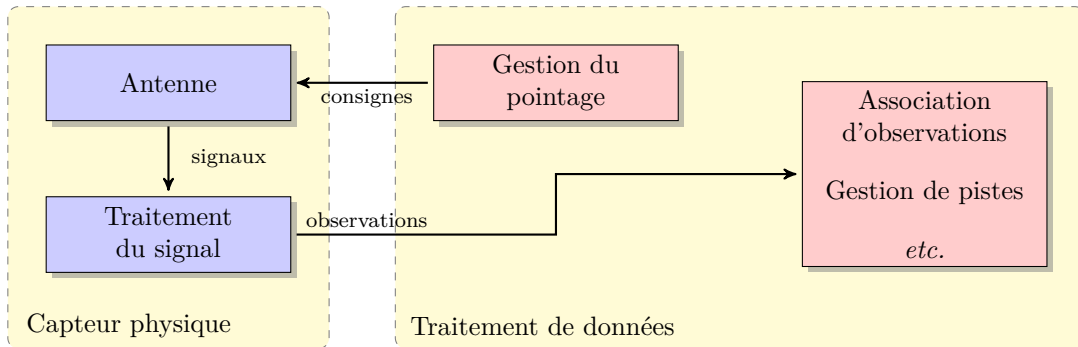 Antenne
consignes
Gestion du
pointage
signaux
Traitement
du signal
observations
Association
d'observations
Gestion de pistes
etc.
Capteur physique
Traitement de données